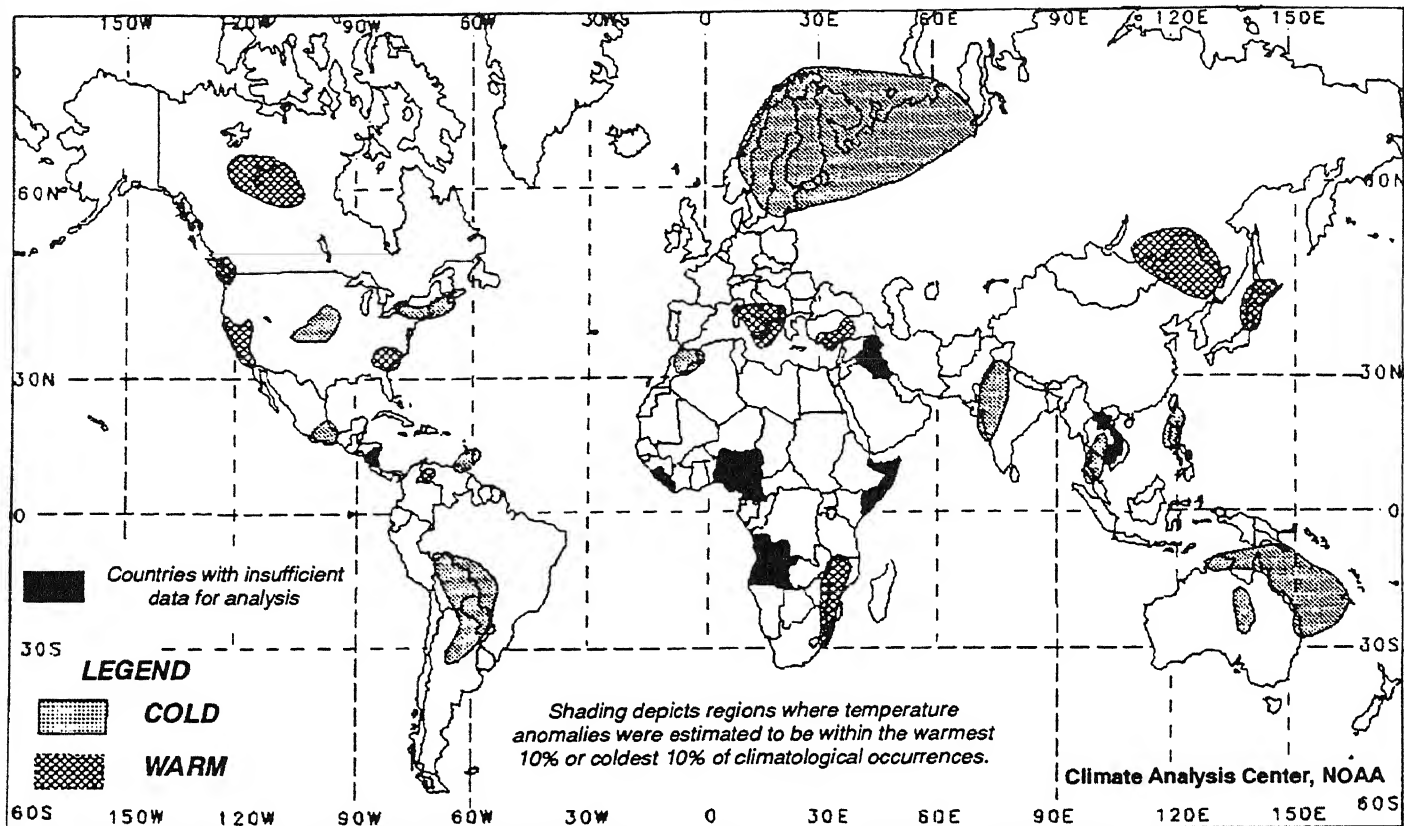 150W 120W 90W 60W 30WS 0 30E 60E 90E 120E 150E
60N 60N
30N 30N
0 0
Countries with insufficient
data for analysis
30S 30S
LEGEND
COLD
WARM
Shading depicts regions where temperature
anomalies were estimated to be within the warmest
10% or coldest 10% of climatological occurrences.
Climate Analysis Center, NOAA
60S 150W 120W 90W 60W 30W 0 30E 60E 90E 120E 150E 60S